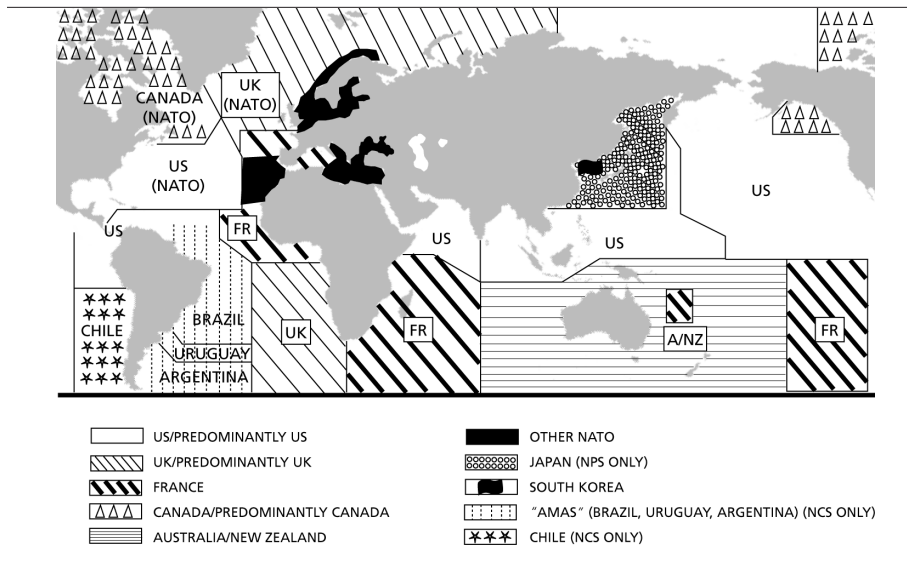 CANADA
(NATO)
UK
(NATO)
US
(NATO)
US
US
FR
US
US
CHILE
BRAZIL
URUGUAY
ARGENTINA
UK
FR
A/NZ
FR
US/PREDOMINANTLY US
UK/PREDOMINANTLY UK
FRANCE
CANADA/PREDOMINANTLY CANADA
AUSTRALIA/NEW ZEALAND
OTHER NATO
JAPAN (NPS ONLY)
SOUTH KOREA
"AMAS" (BRAZIL, URUGUAY, ARGENTINA) (NCS ONLY)
CHILE (NCS ONLY)